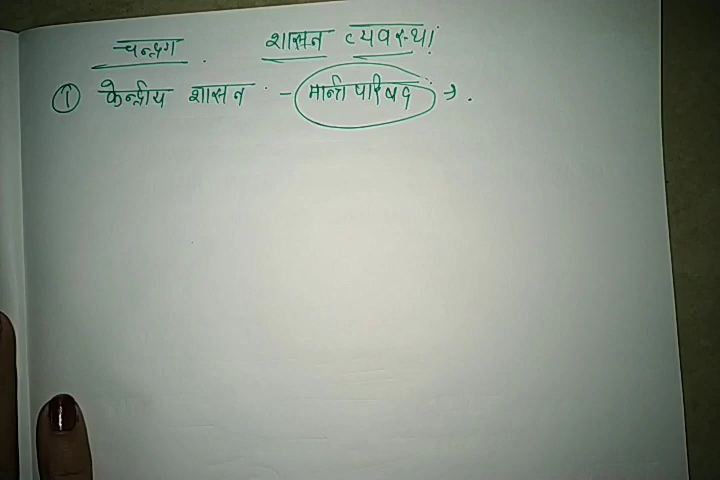 चन्द्रग . शासन व्यवस्था
① केन्द्रीय शासन - मन्त्रीपरिषद →.